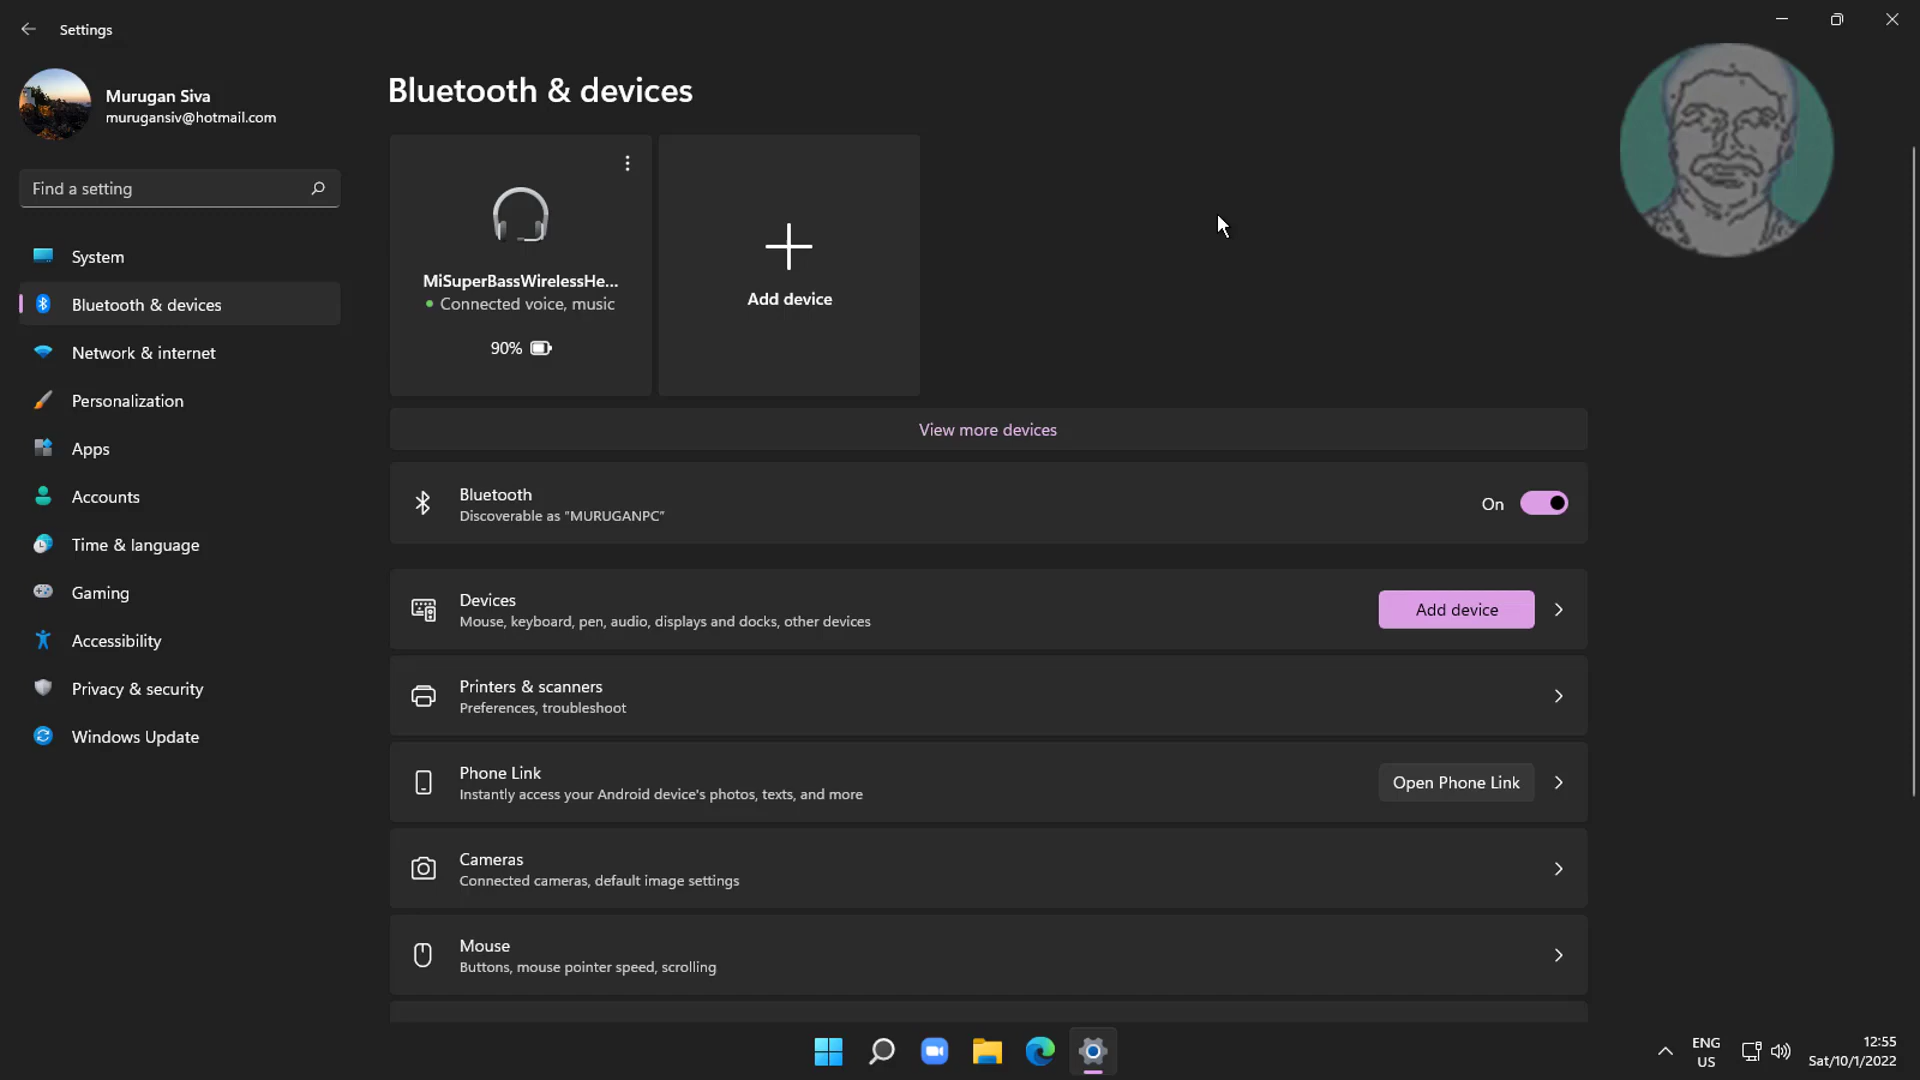 Settings
Murugan Siva
murugansiv@hotmail.com
Find a setting
System
Bluetooth & devices
Network & internet
Personalization
Apps
Accounts
Time & language
Gaming
Accessibility
Privacy & security
Windows Update
Bluetooth & devices
MiSuperBassWirelessHe...
Connected voice, music
90%
Add device
View more devices
Bluetooth
Discoverable as "MURUGANPC"
On
Devices
Mouse, keyboard, pen, audio, displays and docks, other devices
Add device
Printers & scanners
Preferences, troubleshoot
Phone Link
Instantly access your Android device's photos, texts, and more
Open Phone Link
Cameras
Connected cameras, default image settings
Mouse
Buttons, mouse pointer speed, scrolling
ENG
US
12:55
Sat/10/1/2022